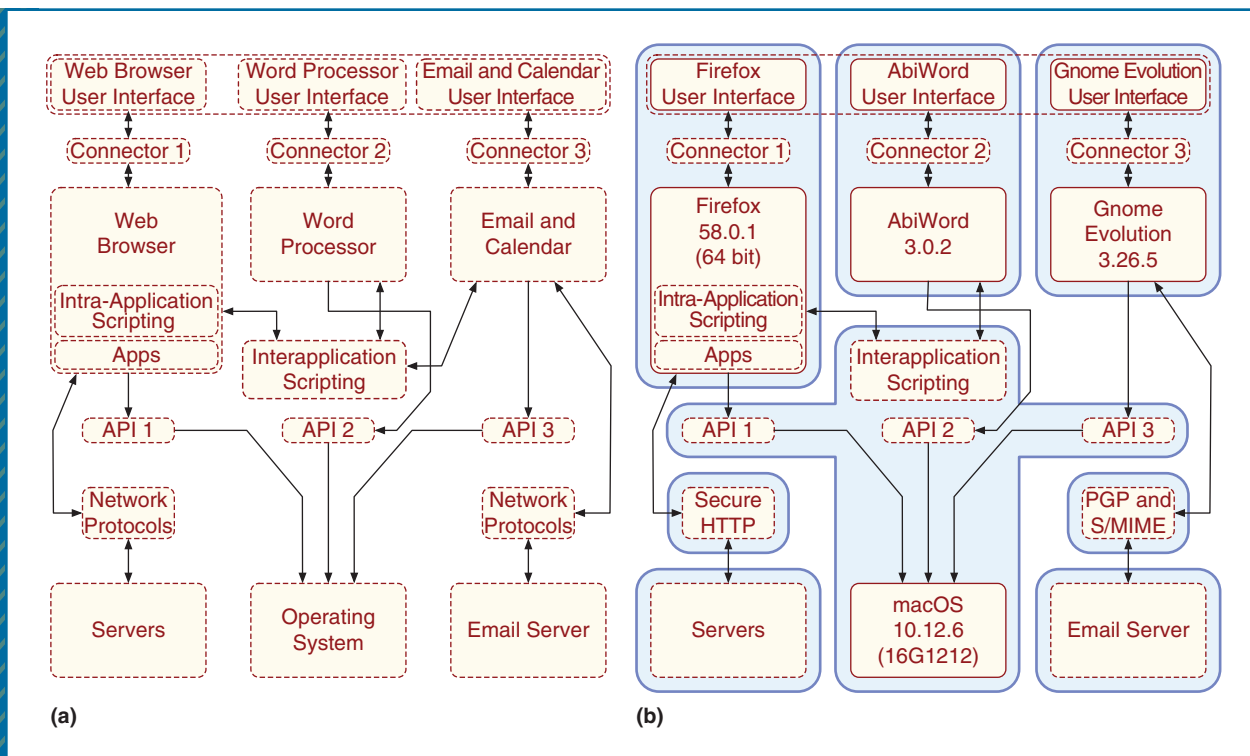 Web Browser
User Interface
Word Processor
User Interface
Email and Calendar
User Interface
Connector 1
Connector 2
Connector 3
Web
Browser
Word
Processor
Email and
Calendar
Intra-Application
Scripting
Apps
Interapplication
Scripting
API 1
API 2
API 3
Network
Protocols
Network
Protocols
Servers
Operating
System
Email Server
(a)
Firefox
User Interface
AbiWord
User Interface
Gnome Evolution
User Interface
Connector 1
Connector 2
Connector 3
Firefox
58.0.1
(64 bit)
AbiWord
3.0.2
Gnome
Evolution
3.26.5
Intra-Application
Scripting
Apps
Interapplication
Scripting
API 1
API 2
API 3
Secure
HTTP
PGP and
S/MIME
Servers
macOS
10.12.6
(16G1212)
Email Server
(b)